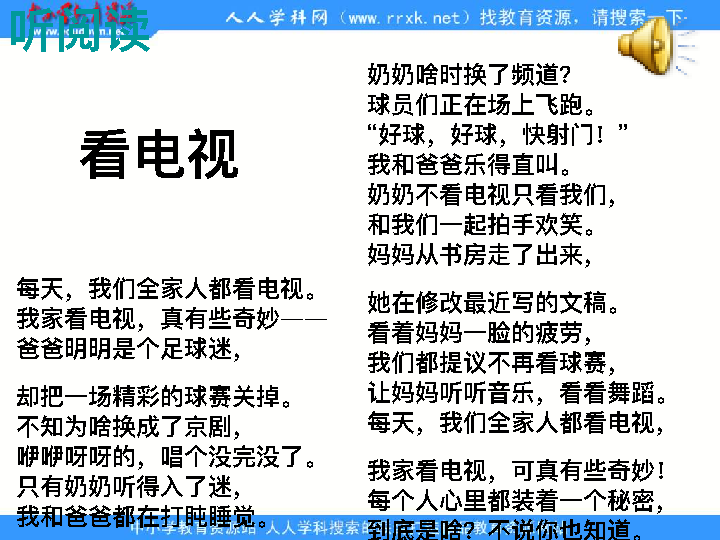 听阅读
www.rrxk.net
人人学科网（www.rrxk.net）找教育资源，请搜索一下
看电视
每天，我们全家人都看电视。
我家看电视，真有些奇妙——
爸爸明明是个足球迷，
却把一场精彩的球赛关掉。
不知为啥换成了京剧，
咿咿呀呀的，唱个没完没了。
只有奶奶听得入了迷，
我和爸爸都在打盹睡觉。
奶奶啥时换了频道？
球员们正在场上飞跑。
“好球，好球，快射门！”
我和爸爸乐得直叫。
奶奶不看电视只看我们，
和我们一起拍手欢笑。
妈妈从书房走了出来，
她在修改最近写的文稿。
看着妈妈一脸的疲劳，
我们都提议不再看球赛，
让妈妈听听音乐，看看舞蹈。
每天，我们全家人都看电视，
我家看电视，可真有些奇妙！
每个人心里都装着一个秘密，
到底是啥？不说你也知道。
中小学教育资源站 人人学科搜索